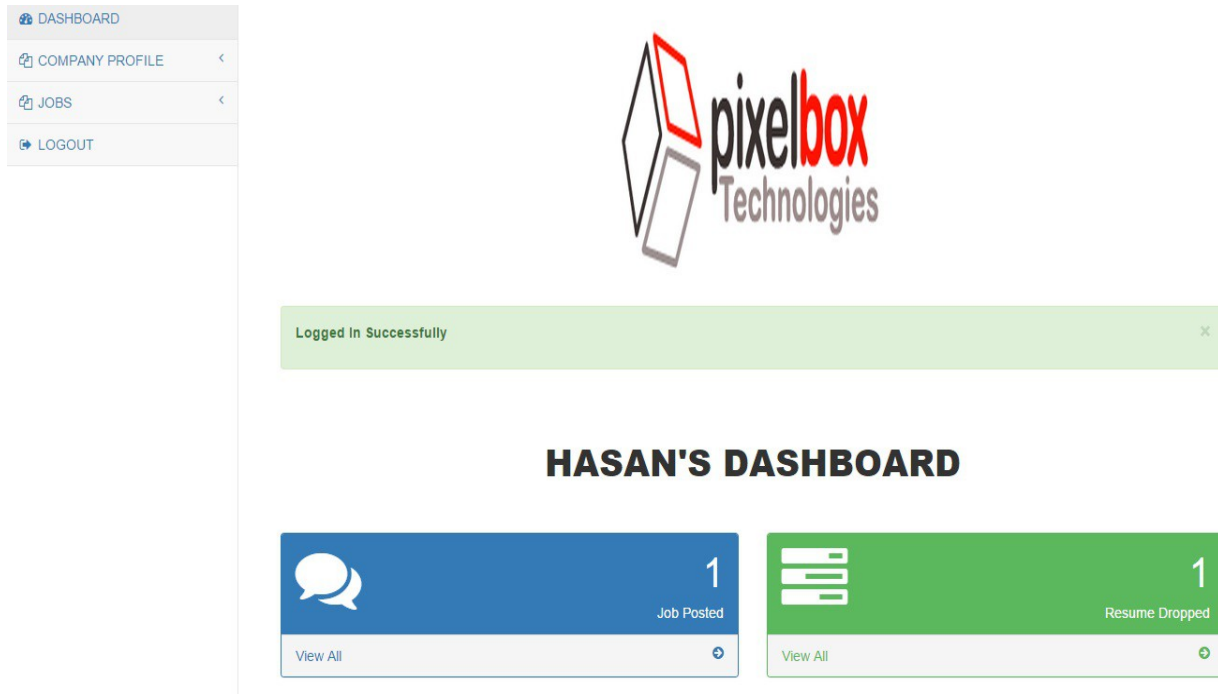 DASHBOARD
COMPANY PROFILE
JOBS
LOGOUT
pixelbox
Technologies
Logged In Successfully
×
HASAN'S DASHBOARD
1
Job Posted
View All
1
Resume Dropped
View All